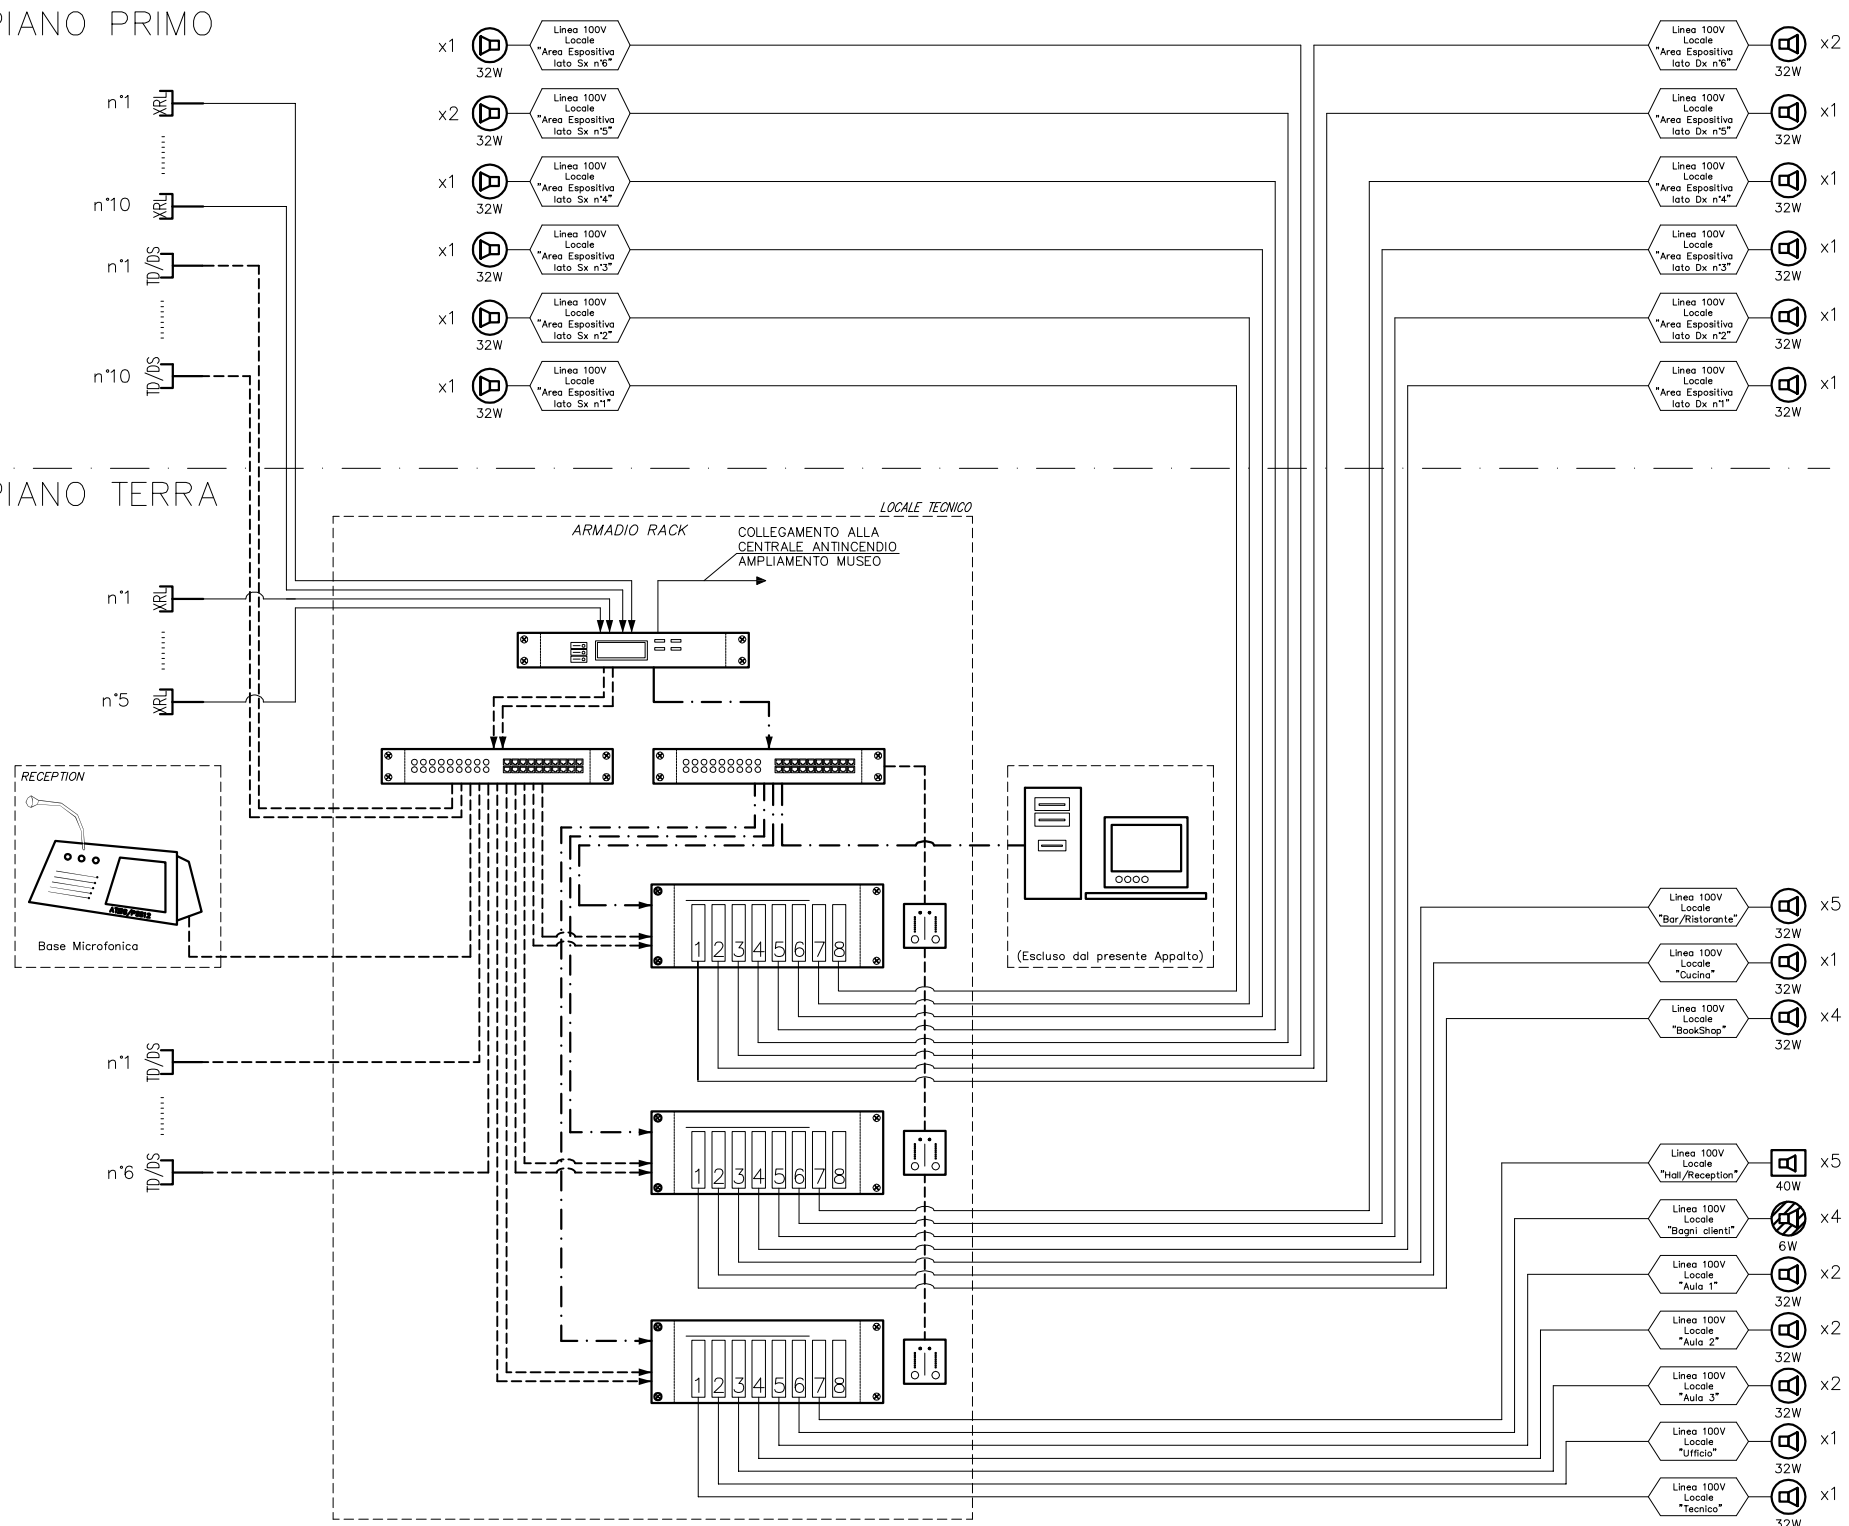 PIANO PRIMO
x1
32W
Linea 100V
Locale
"Area Espositiva
lato Sx n°6"
x2
32W
Linea 100V
Locale
"Area Espositiva
lato Sx n°5"
x1
32W
Linea 100V
Locale
"Area Espositiva
lato Sx n°4"
x1
32W
Linea 100V
Locale
"Area Espositiva
lato Sx n°3"
x1
32W
Linea 100V
Locale
"Area Espositiva
lato Sx n°2"
x1
32W
Linea 100V
Locale
"Area Espositiva
lato Sx n°1"
Linea 100V
Locale
"Area Espositiva
lato Dx n°6"
x2
32W
Linea 100V
Locale
"Area Espositiva
lato Dx n°5"
x1
32W
Linea 100V
Locale
"Area Espositiva
lato Dx n°4"
x1
32W
Linea 100V
Locale
"Area Espositiva
lato Dx n°3"
x1
32W
Linea 100V
Locale
"Area Espositiva
lato Dx n°2"
x1
32W
Linea 100V
Locale
"Area Espositiva
lato Dx n°1"
x1
32W
n°1 XRL
n°10 XRL
n°1 TD/DS
n°10 TD/DS
PIANO TERRA
LOCALE TECNICO
ARMADIO RACK
COLLEGAMENTO ALLA
CENTRALE ANTINCENDIO
AMPLIAMENTO MUSEO
n°1 XRL
n°5 XRL
RECEPTION
Base Microfonica
(Escluso dal presente Appalto)
n°1 TD/DS
n°6 TD/DS
1 2 3 4 5 6 7 8
1 2 3 4 5 6 7 8
1 2 3 4 5 6 7 8
Linea 100V
Locale
"Bar/Ristorante"
x5
32W
Linea 100V
Locale
"Cucina"
x1
32W
Linea 100V
Locale
"BookShop"
x4
32W
Linea 100V
Locale
"Hall/Reception"
x5
40W
Linea 100V
Locale
"Bagni clienti"
x4
6W
Linea 100V
Locale
"Aula 1"
x2
32W
Linea 100V
Locale
"Aula 2"
x2
32W
Linea 100V
Locale
"Aula 3"
x2
32W
Linea 100V
Locale
"Ufficio"
x1
32W
Linea 100V
Locale
"Tecnico"
x1
32W